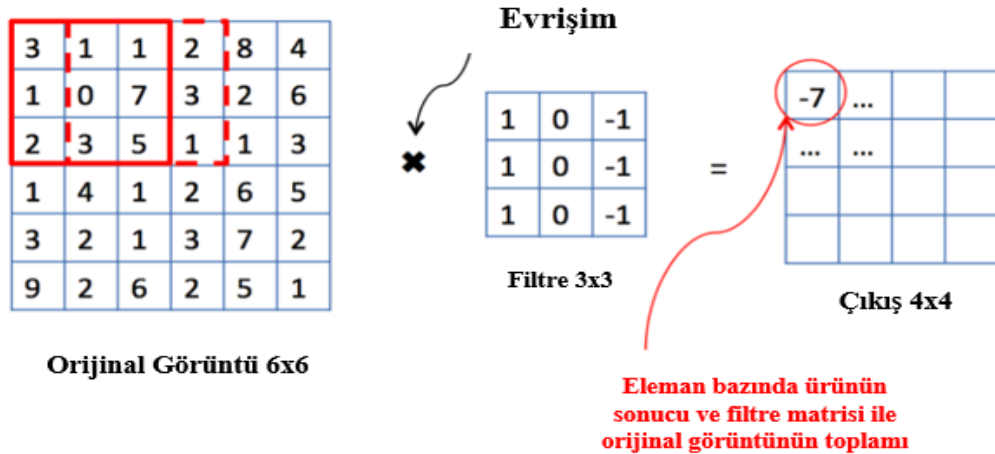 Evrişim
3 1 1 2 8 4
1 0 7 3 2 6
2 3 5 1 1 3
1 4 1 2 6 5
3 2 1 3 7 2
9 2 6 2 5 1
Orijinal Görüntü 6x6
✖
1 0 -1
1 0 -1
1 0 -1
Filtre 3x3
=
-7 ...
... ...
Çıkış 4x4
Eleman bazında ürünün
sonucu ve filtre matrisi ile
orijinal görüntünün toplamı